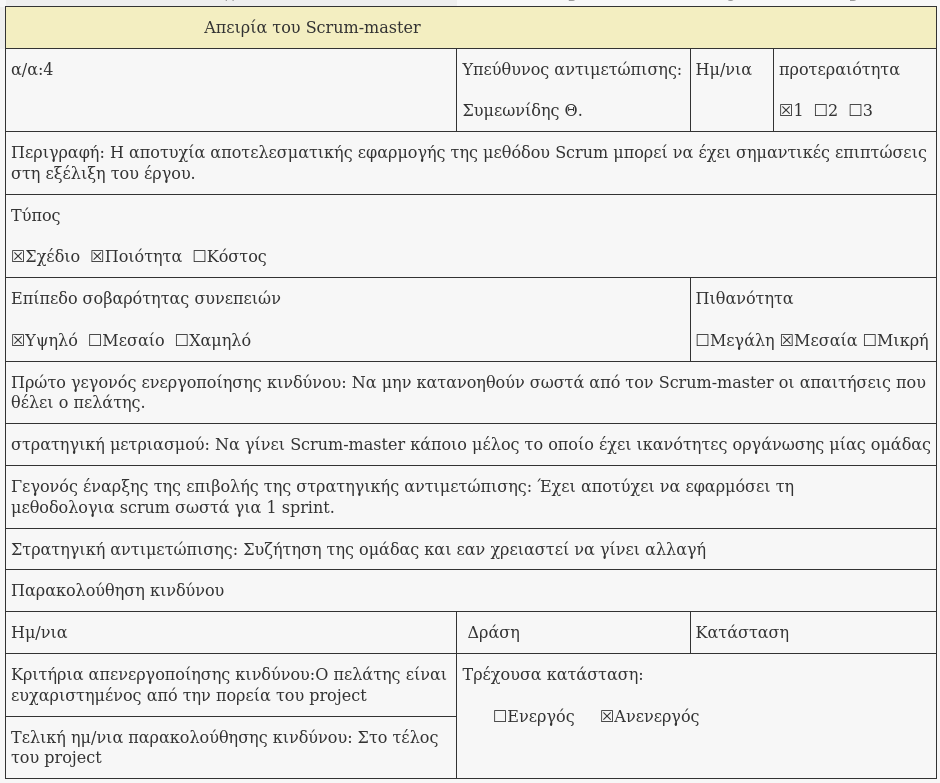 Απειρία του Scrum-master
α/α:4
Υπεύθυνος αντιμετώπισης:
Συμεωνίδης Θ.
Ημ/νια
προτεραιότητα
☒1 ☐2 ☐3
Περιγραφή: Η αποτυχία αποτελεσματικής εφαρμογής της μεθόδου Scrum μπορεί να έχει σημαντικές επιπτώσεις
στη εξέλιξη του έργου.
Τύπος
☒Σχέδιο ☒Ποιότητα ☐Κόστος
Επίπεδο σοβαρότητας συνεπειών
☒Υψηλό ☐Μεσαίο ☐Χαμηλό
Πιθανότητα
☐Μεγάλη ☒Μεσαία ☐Μικρή
Πρώτο γεγονός ενεργοποίησης κινδύνου: Να μην κατανοηθούν σωστά από τον Scrum-master οι απαιτήσεις που
θέλει ο πελάτης.
στρατηγική μετριασμού: Να γίνει Scrum-master κάποιο μέλος το οποίο έχει ικανότητες οργάνωσης μίας ομάδας
Γεγονός έναρξης της επιβολής της στρατηγικής αντιμετώπισης: Έχει αποτύχει να εφαρμόσει τη
μεθοδολογια scrum σωστά για 1 sprint.
Στρατηγική αντιμετώπισης: Συζήτηση της ομάδας και εαν χρειαστεί να γίνει αλλαγή
Παρακολούθηση κινδύνου
Ημ/νια
Δράση
Κατάσταση
Κριτήρια απενεργοποίησης κινδύνου:Ο πελάτης είναι
ευχαριστημένος από την πορεία του project
Τρέχουσα κατάσταση:
☐Ενεργός ☒Ανενεργός
Τελική ημ/νια παρακολούθησης κινδύνου: Στο τέλος
του project